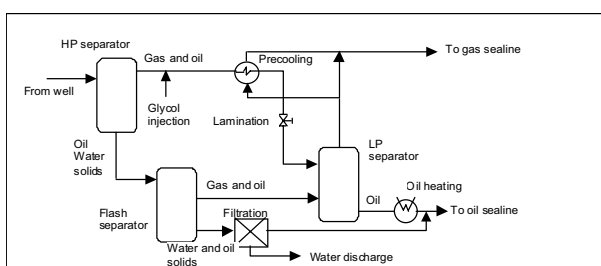 HP separator
Gas and oil
Precooling
To gas sealine
From well
Glycol
injection
Lamination
Oil
Water
solids
LP
separator
Gas and oil
Oil
Oil heating
To oil sealine
Flash
separator
Filtration
Water and oil
solids
Water discharge